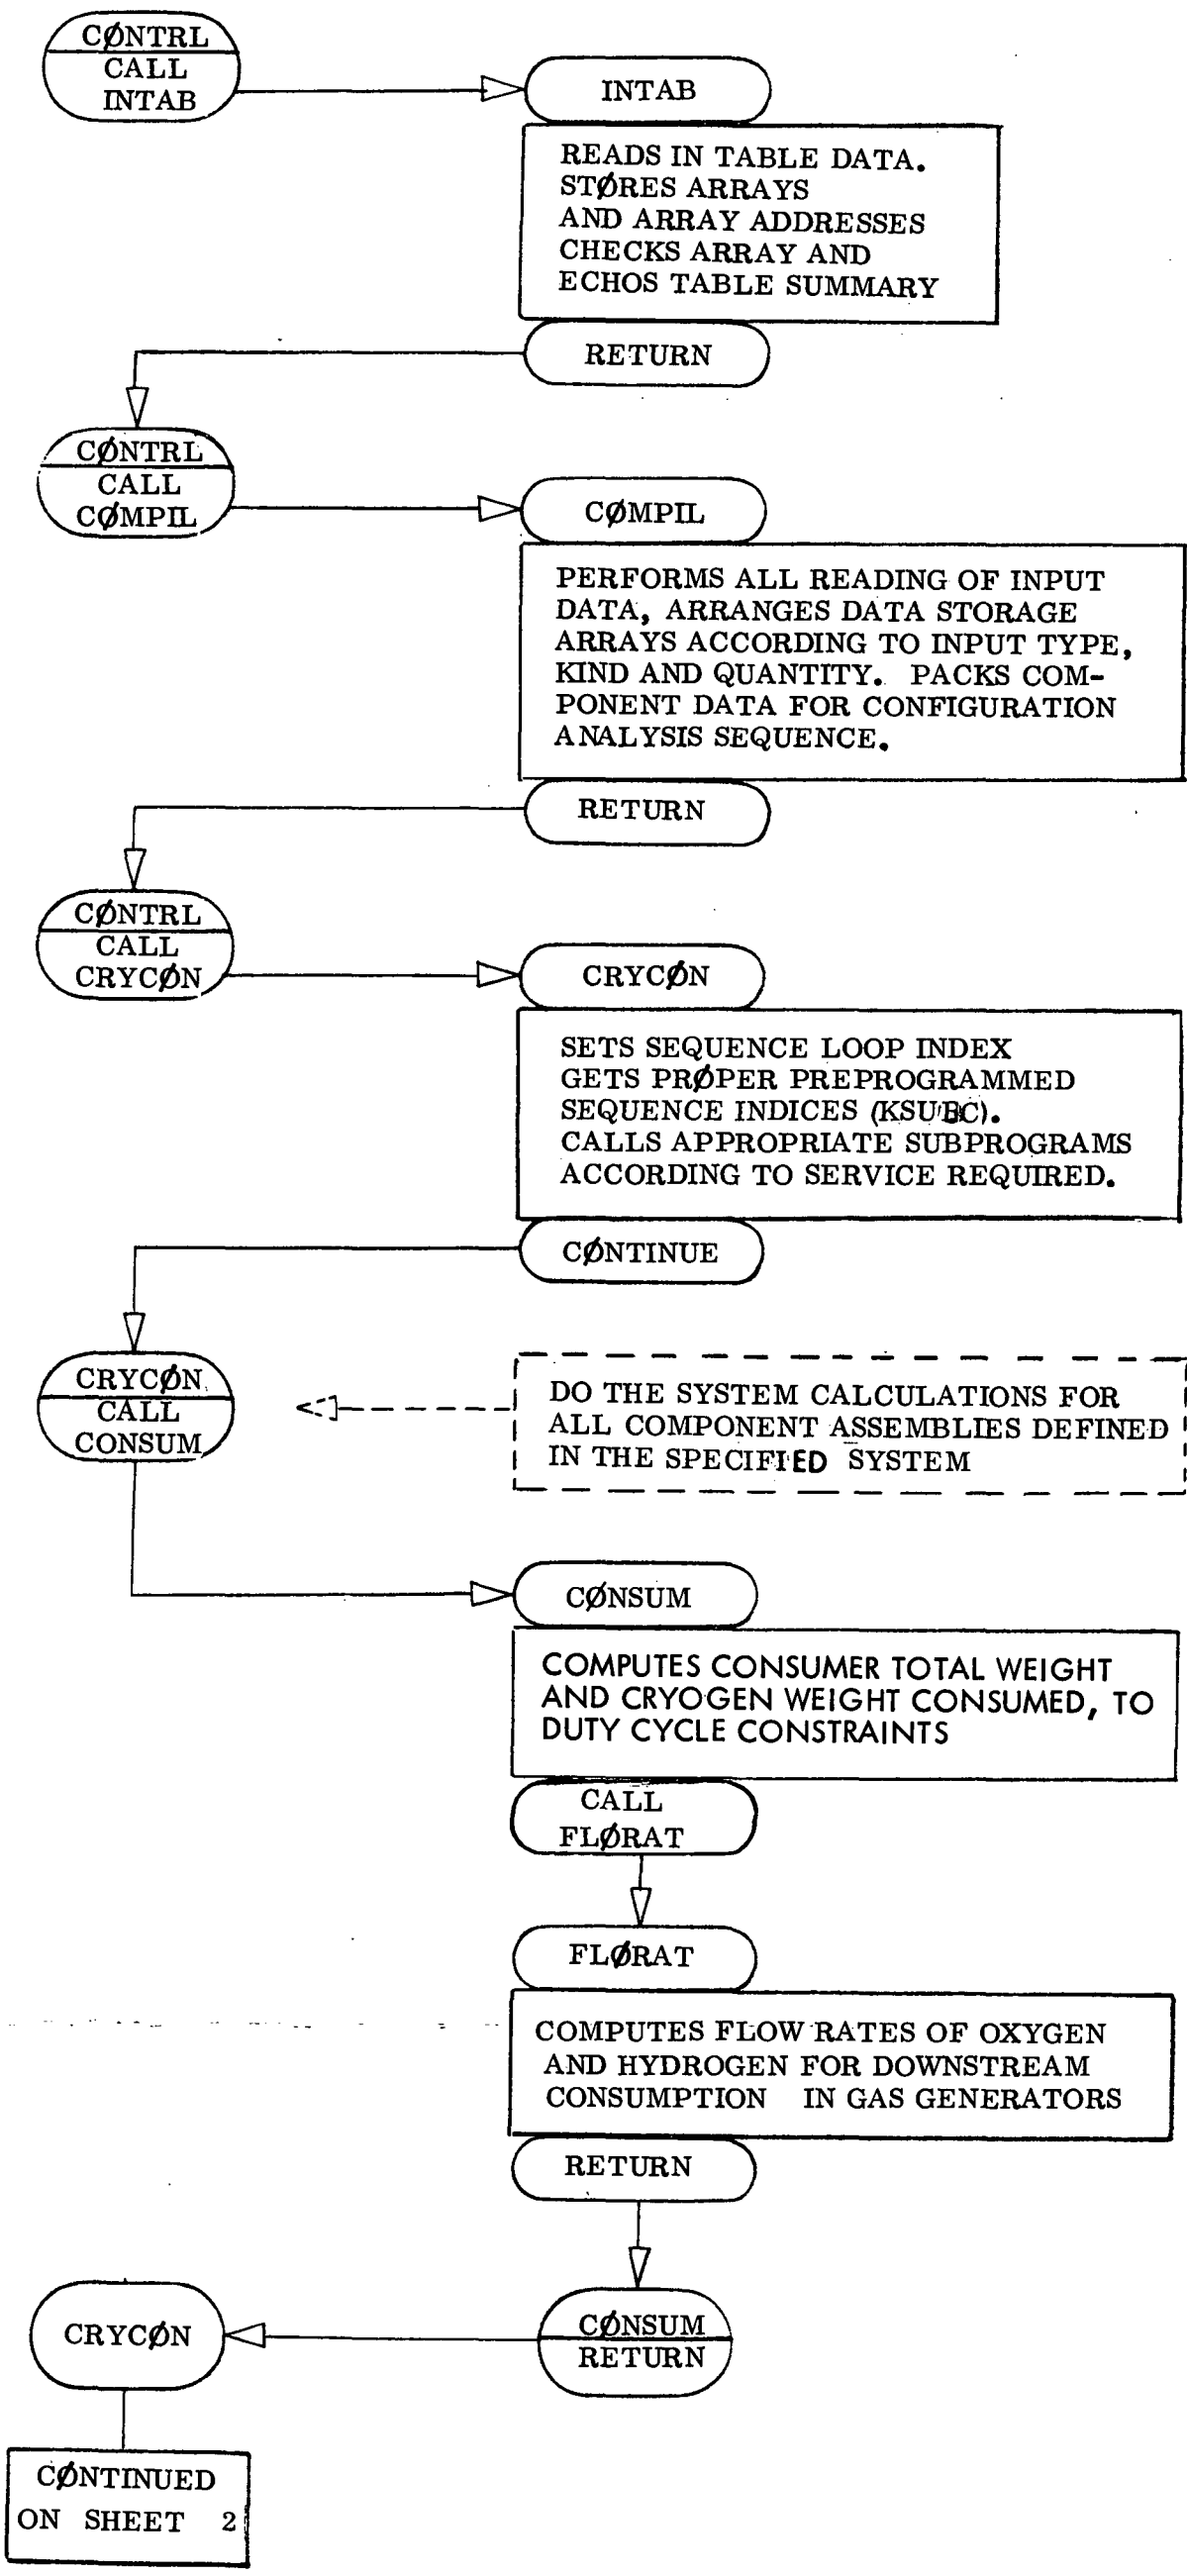 CØNTRL
CALL
INTAB
INTAB
READS IN TABLE DATA.
STØRES ARRAYS
AND ARRAY ADDRESSES
CHECKS ARRAY AND
ECHOS TABLE SUMMARY
RETURN
CØNTRL
CALL
CØMPIL
CØMPIL
PERFORMS ALL READING OF INPUT
DATA, ARRANGES DATA STORAGE
ARRAYS ACCORDING TO INPUT TYPE,
KIND AND QUANTITY. PACKS COM-
PONENT DATA FOR CONFIGURATION
ANALYSIS SEQUENCE.
RETURN
CØNTRL
CALL
CRYCØN
CRYCØN
SETS SEQUENCE LOOP INDEX
GETS PRØPER PREPROGRAMMED
SEQUENCE INDICES (KSUBC).
CALLS APPROPRIATE SUBPROGRAMS
ACCORDING TO SERVICE REQUIRED.
CØNTINUE
CRYCØN
CALL
CONSUM
DO THE SYSTEM CALCULATIONS FOR
ALL COMPONENT ASSEMBLIES DEFINED
IN THE SPECIFIED SYSTEM
CØNSUM
COMPUTES CONSUMER TOTAL WEIGHT
AND CRYOGEN WEIGHT CONSUMED, TO
DUTY CYCLE CONSTRAINTS
CALL
FLØRAT
FLØRAT
COMPUTES FLOW RATES OF OXYGEN
AND HYDROGEN FOR DOWNSTREAM
CONSUMPTION IN GAS GENERATORS
RETURN
CØNSUM
RETURN
CRYCØN
CØNTINUED
ON SHEET 2